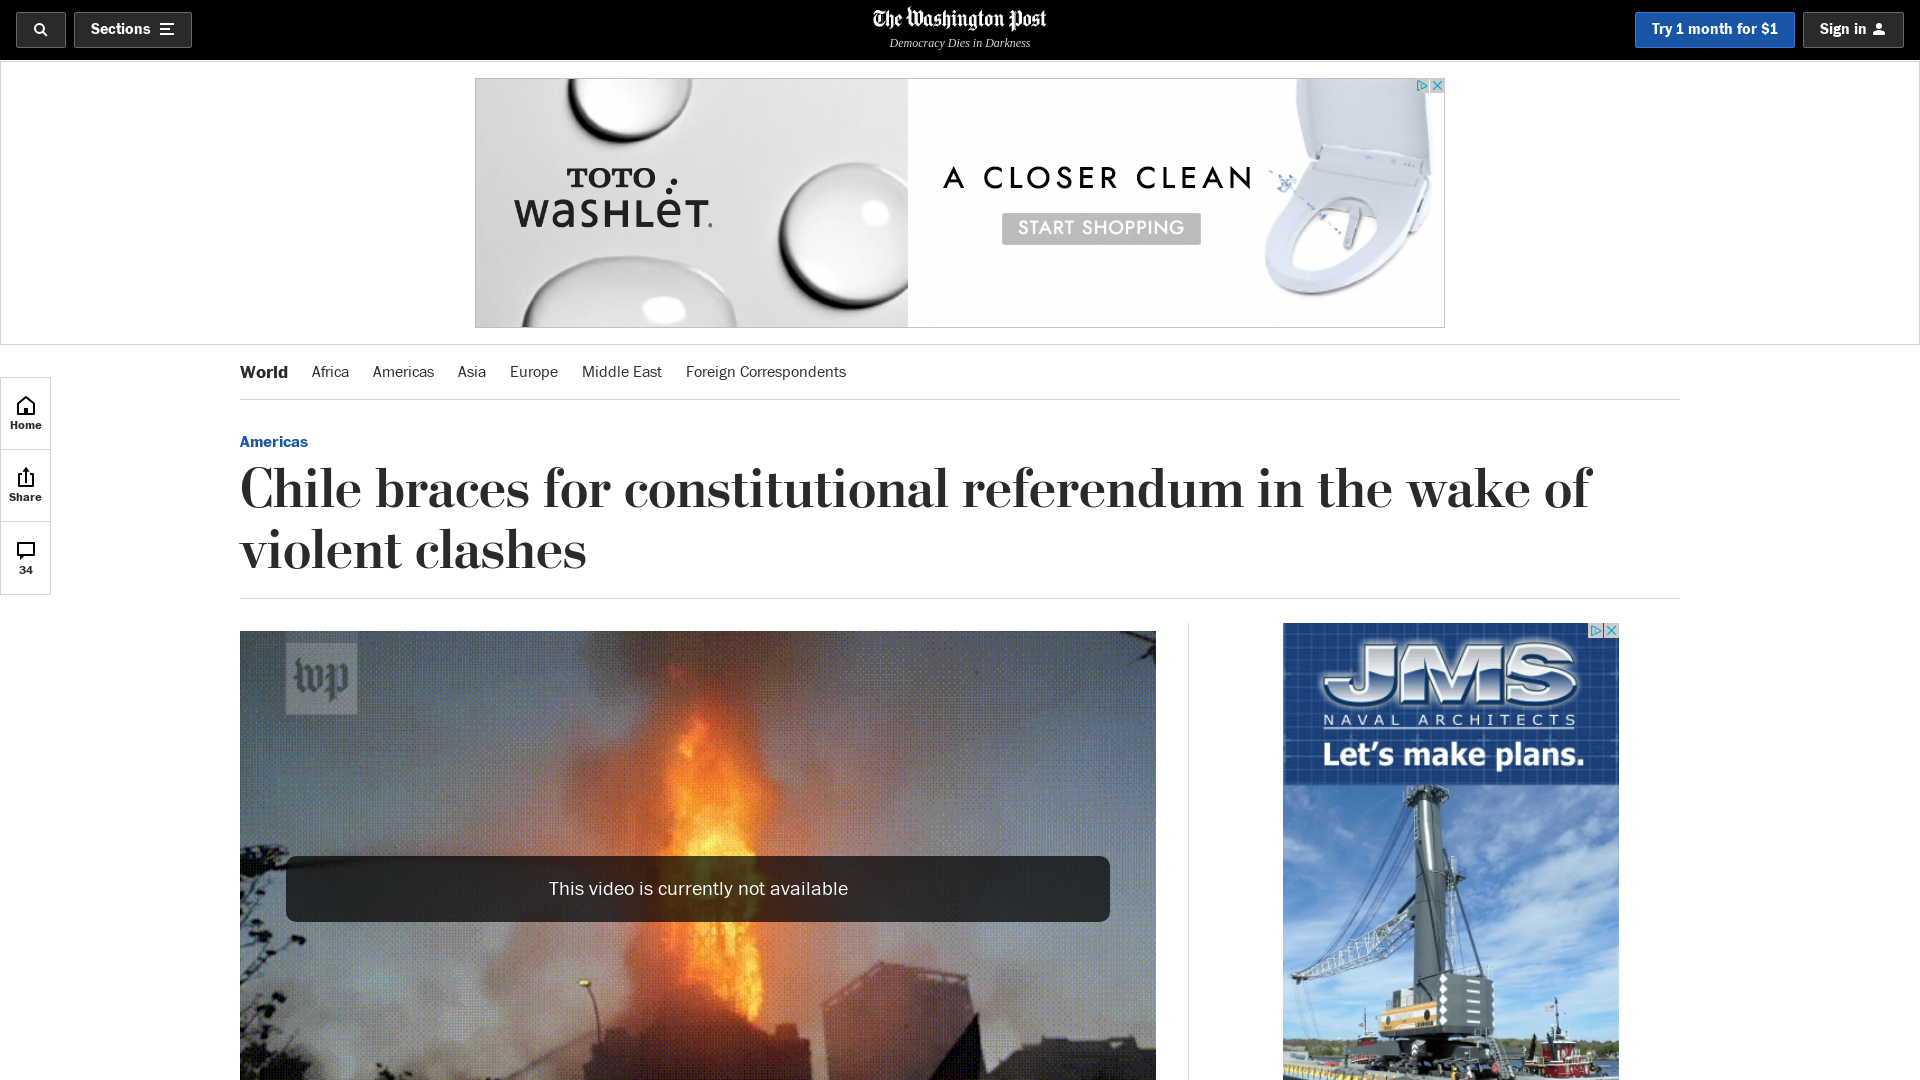 Sections
The Washington Post
Democracy Dies in Darkness
Try 1 month for $1
Sign in
TOTO
WASHLET®
A CLOSER CLEAN
START SHOPPING
World
Africa
Americas
Asia
Europe
Middle East
Foreign Correspondents
Home
Share
34
Americas
Chile braces for constitutional referendum in the wake of
violent clashes
wp
This video is currently not available
JMS
NAVAL ARCHITECTS
Let's make plans.